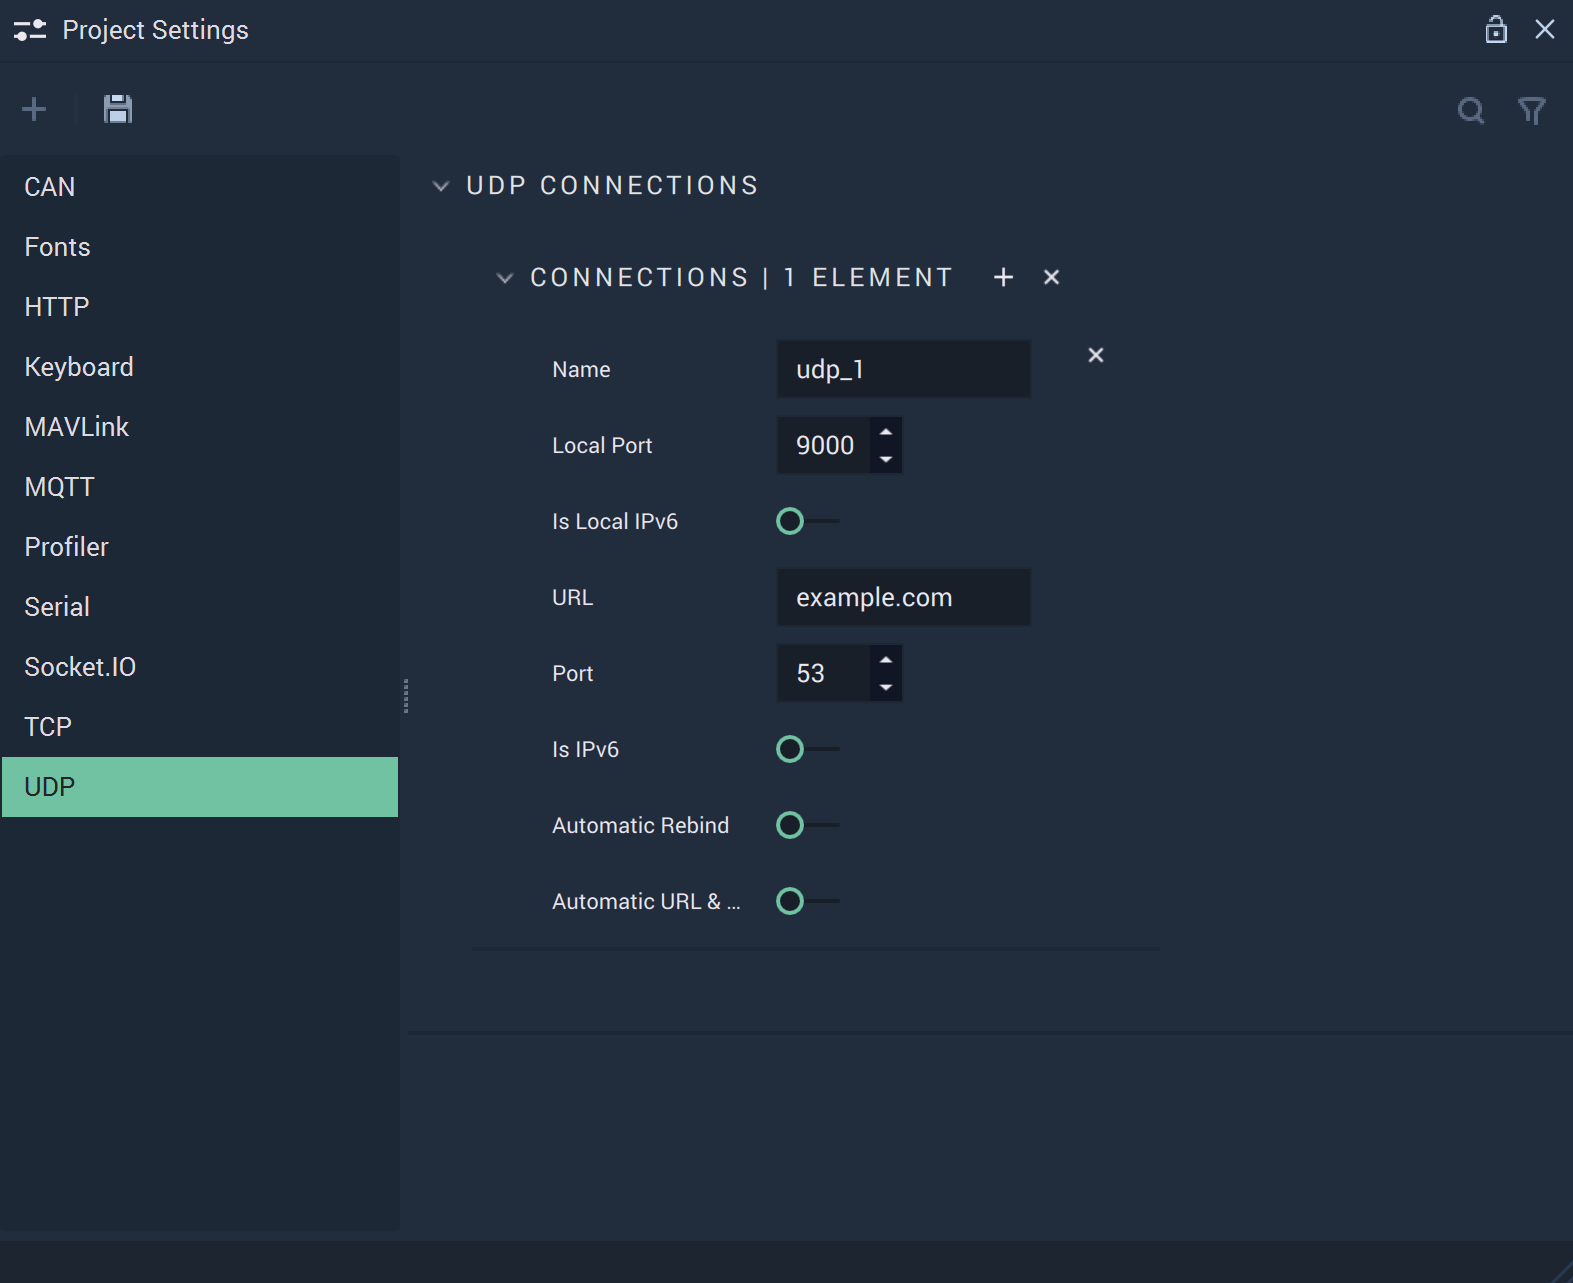 Project Settings
CAN
Fonts
HTTP
Keyboard
MAVLink
MQTT
Profiler
Serial
Socket.IO
TCP
UDP
UDP CONNECTIONS
CONNECTIONS | 1 ELEMENT
Name udp_1
Local Port 9000
Is Local IPv6
URL example.com
Port 53
Is IPv6
Automatic Rebind
Automatic URL & ...